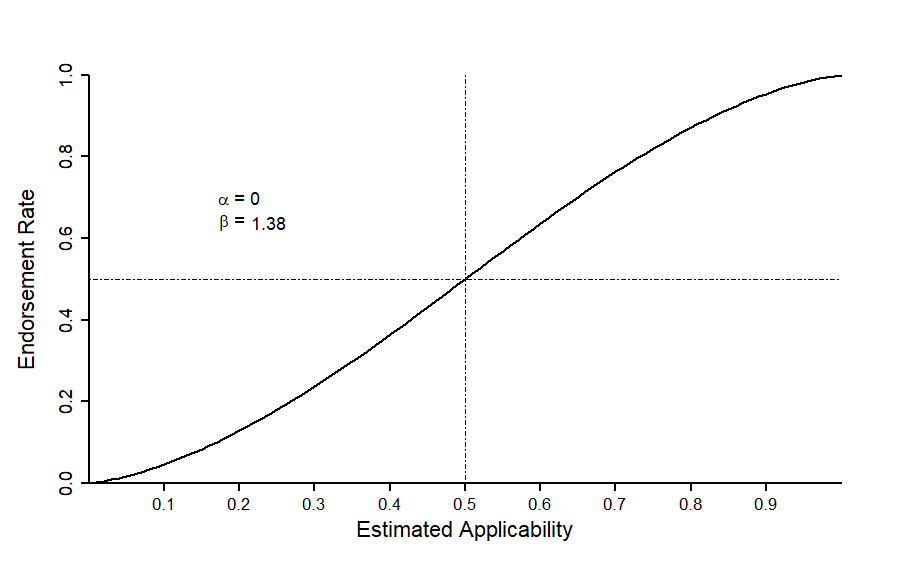 1.0
0.8
0.6
0.4
0.2
0.0
Endorsement Rate
α = 0
β = 1.38
0.1 0.2 0.3 0.4 0.5 0.6 0.7 0.8 0.9
Estimated Applicability